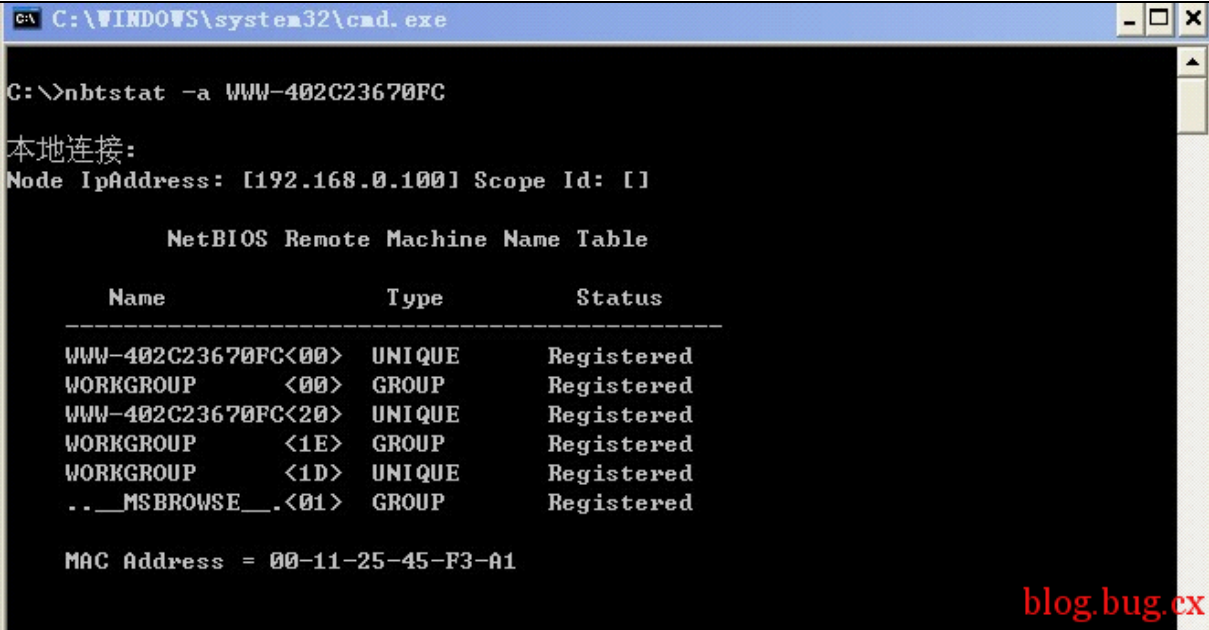 C:\WINDOWS\system32\cmd.exe
C:\>nbtstat -a WWW-402C23670FC
本地连接:
Node IpAddress: [192.168.0.100] Scope Id: []
NetBIOS Remote Machine Name Table
Name Type Status
---------------------------------------------
WWW-402C23670FC<00> UNIQUE Registered
WORKGROUP <00> GROUP Registered
WWW-402C23670FC<20> UNIQUE Registered
WORKGROUP <1E> GROUP Registered
WORKGROUP <1D> UNIQUE Registered
..__MSBROWSE__.<01> GROUP Registered
MAC Address = 00-11-25-45-F3-A1
blog.bug.cx